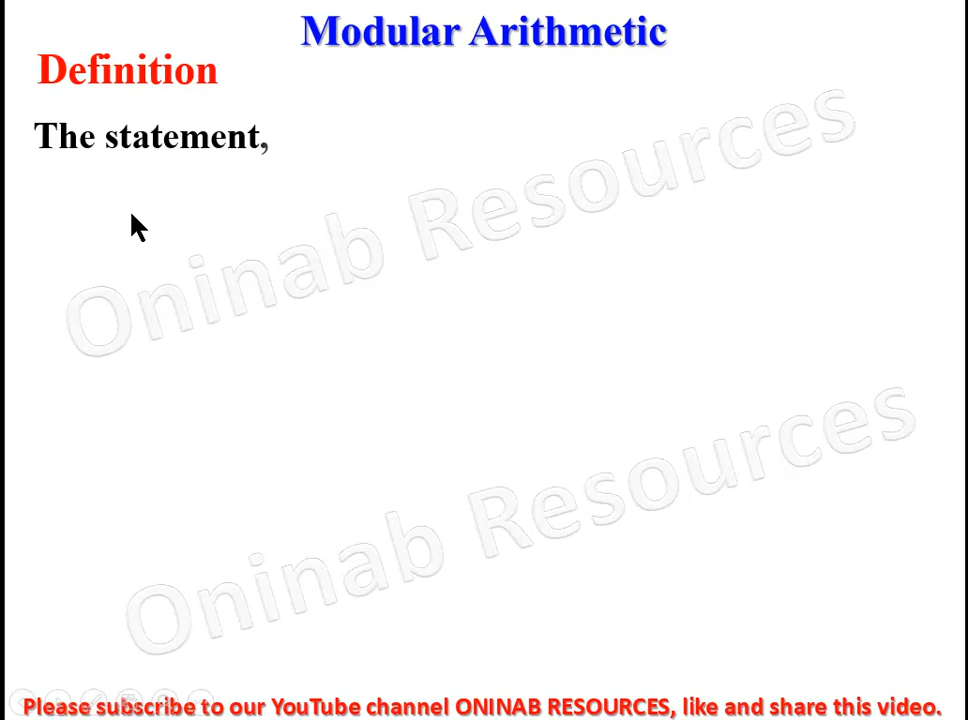 Modular Arithmetic
Definition
The statement,
Oninab Resources
Oninab Resources
Please subscribe to our YouTube channel ONINAB RESOURCES, like and share this video.